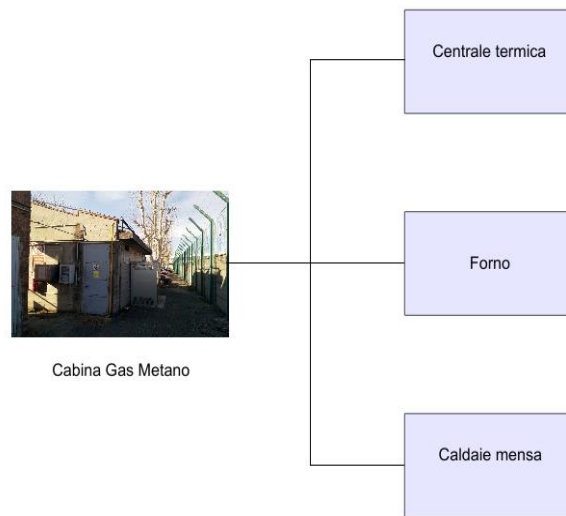 Centrale termica
Forno
Cabina Gas Metano
Caldaie mensa